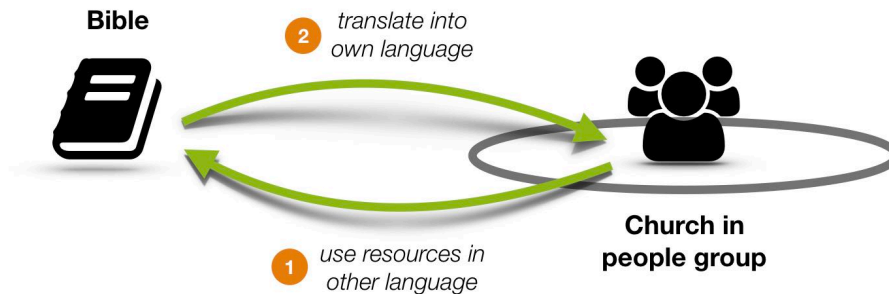 Bible
2 translate into
own language
Church in
people group
1 use resources in
other language